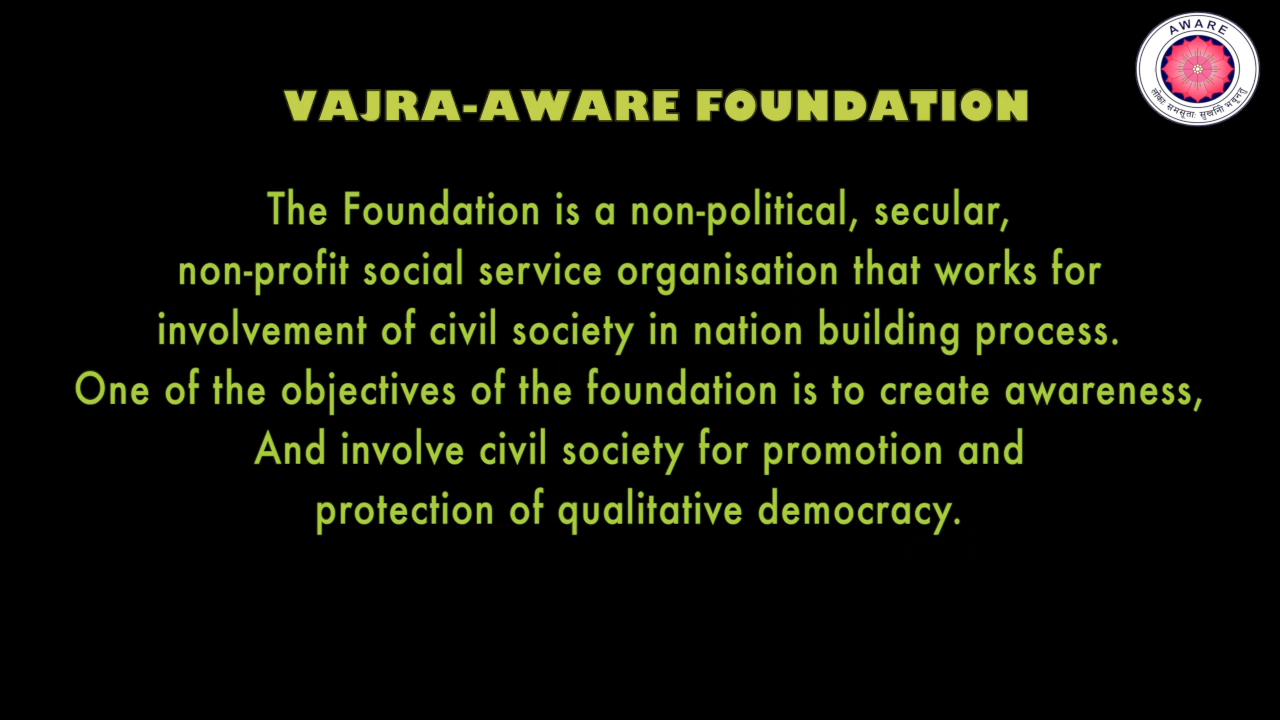 AWARE
लोकाः समस्ताः सुखिनो भवन्तु
VAJRA-AWARE FOUNDATION
The Foundation is a non-political, secular,
non-profit social service organisation that works for
involvement of civil society in nation building process.
One of the objectives of the foundation is to create awareness,
And involve civil society for promotion and
protection of qualitative democracy.